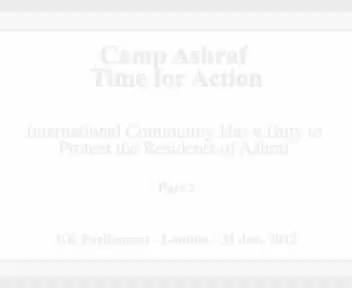 Camp Ashraf
Time for Action
International Community Has a Duty to
Protect the Residents of Ashraf
Part 2
UK Parliament - London - 31 Jan. 2012